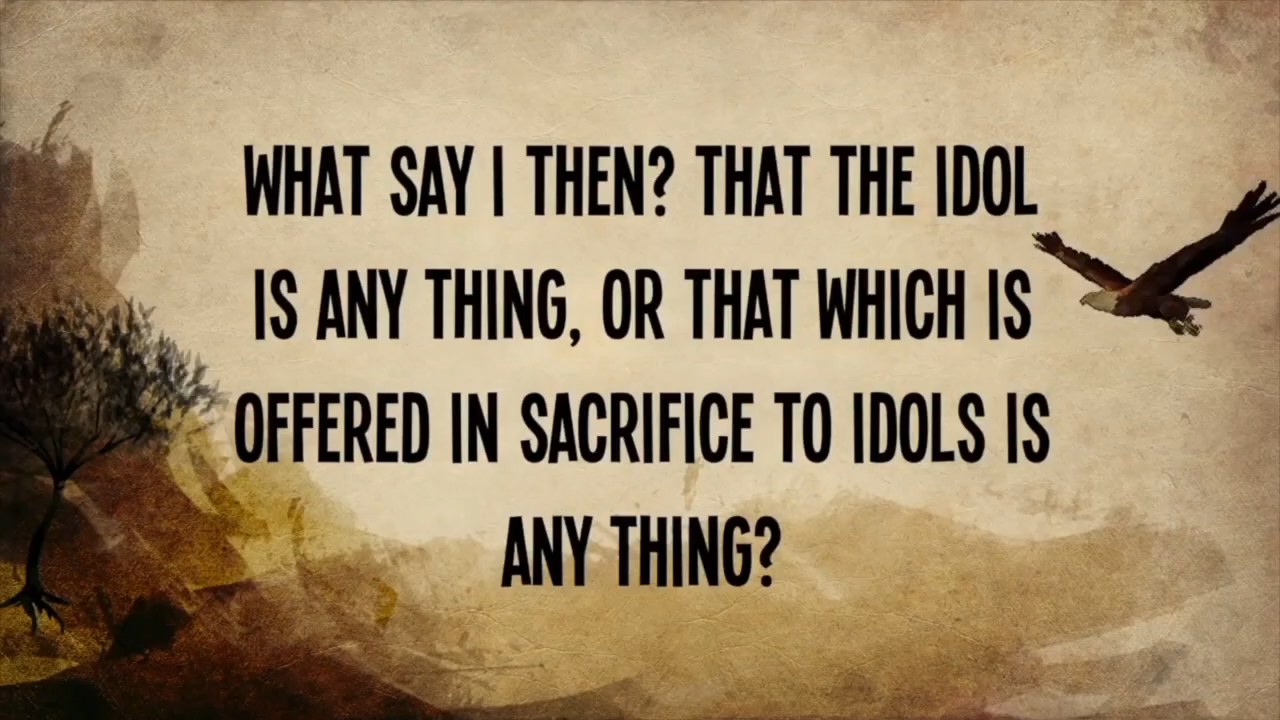 WHAT SAY I THEN? THAT THE IDOL
IS ANY THING, OR THAT WHICH IS
OFFERED IN SACRIFICE TO IDOLS IS
ANY THING?